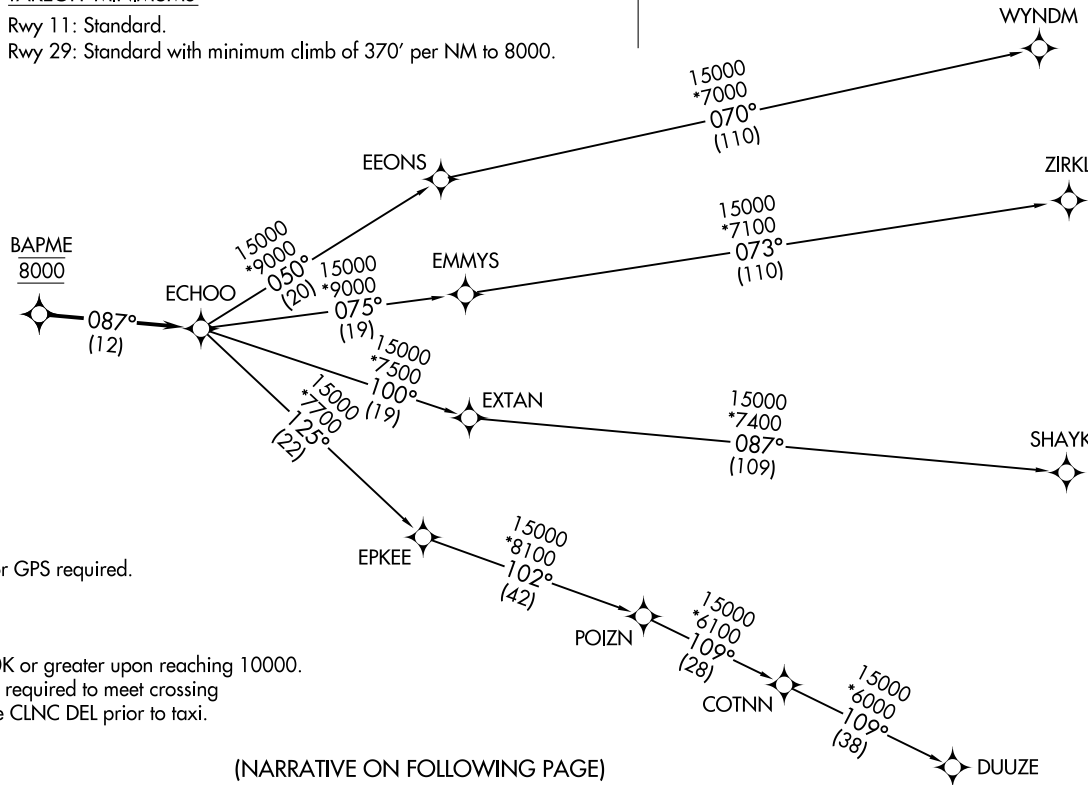 Rwy 11: Standard.
Rwy 29: Standard with minimum climb of 370' per NM to 8000.
WYNDM
15000
*7000
070°
(110)
EEONS
ZIRKL
15000
*7100
073°
(110)
15000
*9000
050°
(20)
BAPME
8000
EMMYS
15000
*9000
075°
(19)
ECHOO
087°
(12)
15000
*7500
100°
(19)
EXTAN
15000
*7400
087°
(109)
SHAYK
15000
*7700
125°
(22)
EPKEE
15000
*8100
102°
(42)
r GPS required.
POIZN
15000
*6100
109°
(28)
0K or greater upon reaching 10000.
required to meet crossing
e CLNC DEL prior to taxi.
COTNN
15000
*6000
109°
(38)
DUUZE
(NARRATIVE ON FOLLOWING PAGE)